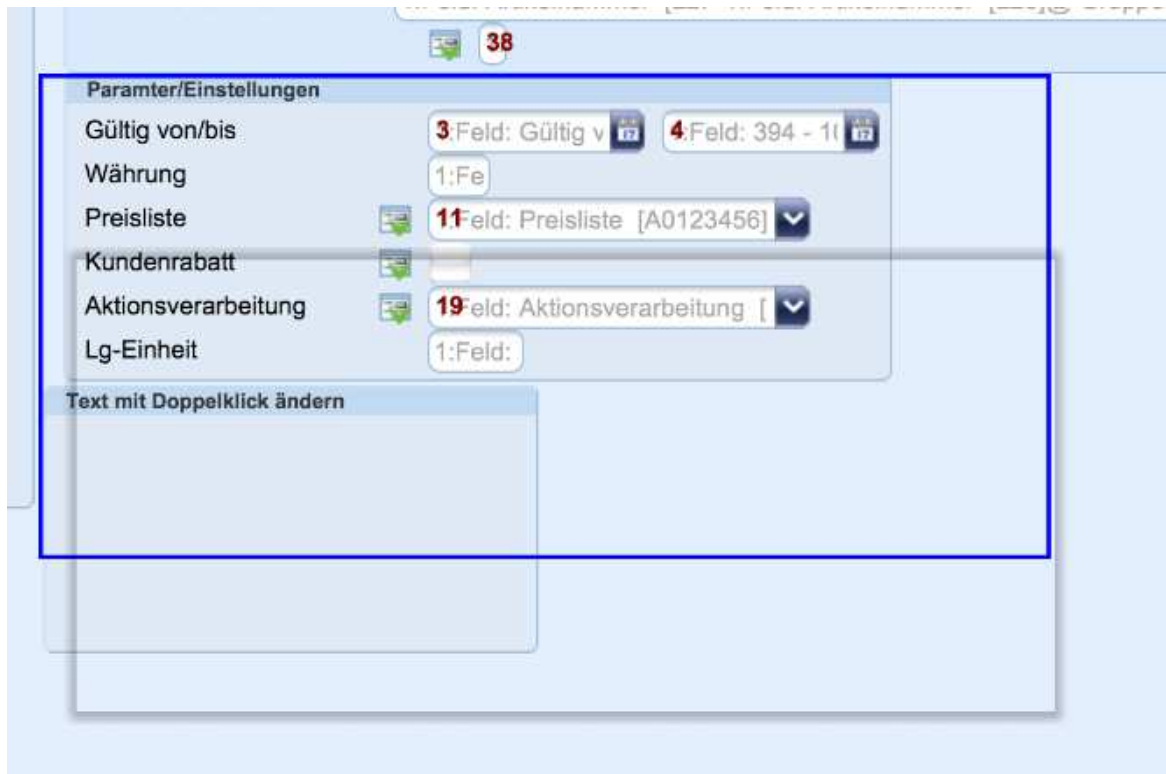 38
Paramter/Einstellungen
Gültig von/bis 3:Feld: Gültig v 4:Feld: 394 - 1
Währung 1:Fe
Preisliste 11Feld: Preisliste [A0123456]
Kundenrabatt
Aktionsverarbeitung 19Feld: Aktionsverarbeitung [
Lg-Einheit 1:Feld:
Text mit Doppelklick ändern